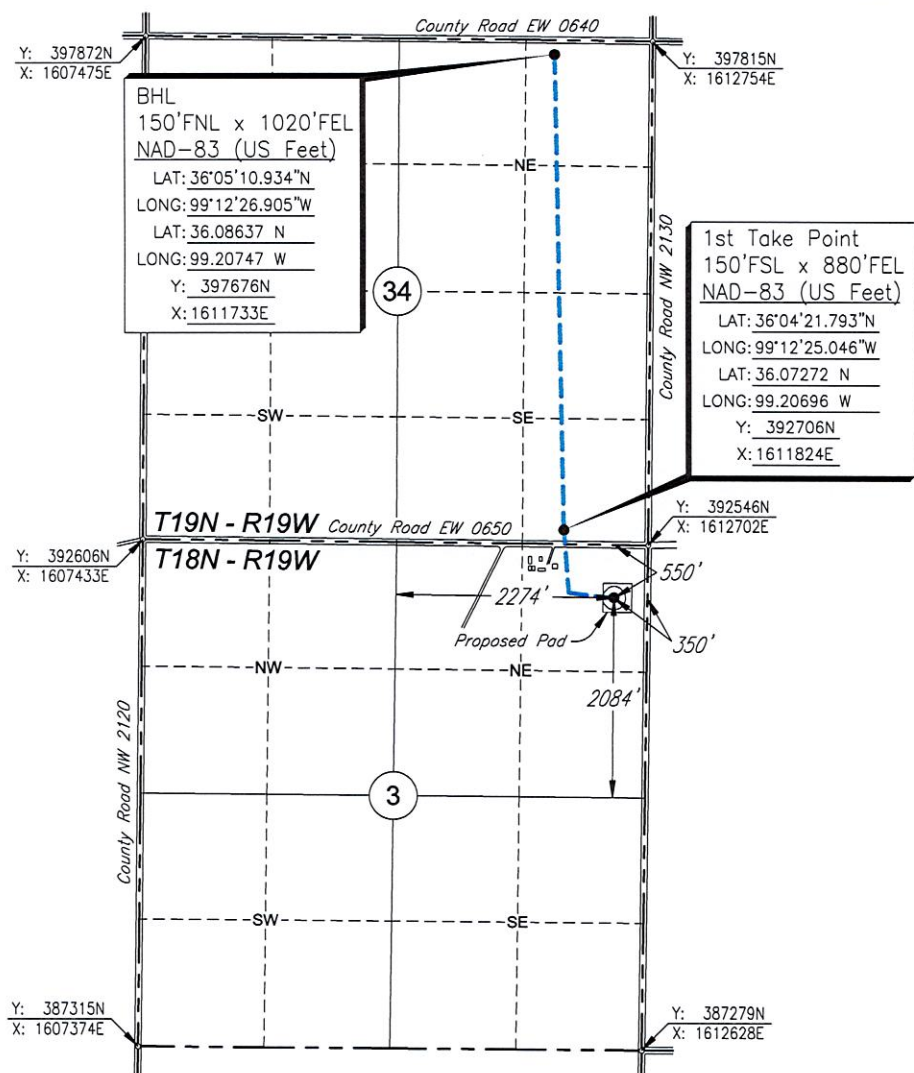 County Road EW 0640
Y: 397872N
X: 1607475E
Y: 397815N
X: 1612754E
BHL
150'FNL x 1020'FEL
NAD-83 (US Feet)
LAT: 36°05'10.934"N
LONG: 99°12'26.905"W
LAT: 36.08637 N
LONG: 99.20747 W
Y: 397676N
X: 1611733E
NE
County Road NW 2130
1st Take Point
150'FSL x 880'FEL
NAD-83 (US Feet)
LAT: 36°04'21.793"N
LONG: 99°12'25.046"W
LAT: 36.07272 N
LONG: 99.20696 W
Y: 392706N
X: 1611824E
34
SW
SE
T19N - R19W
County Road EW 0650
Y: 392546N
X: 1612702E
Y: 392606N
X: 1607433E
T18N - R19W
550'
2274'
Proposed Pad
350'
NW
NE
2084'
County Road NW 2120
3
SW
SE
Y: 387315N
X: 1607374E
Y: 387279N
X: 1612628E